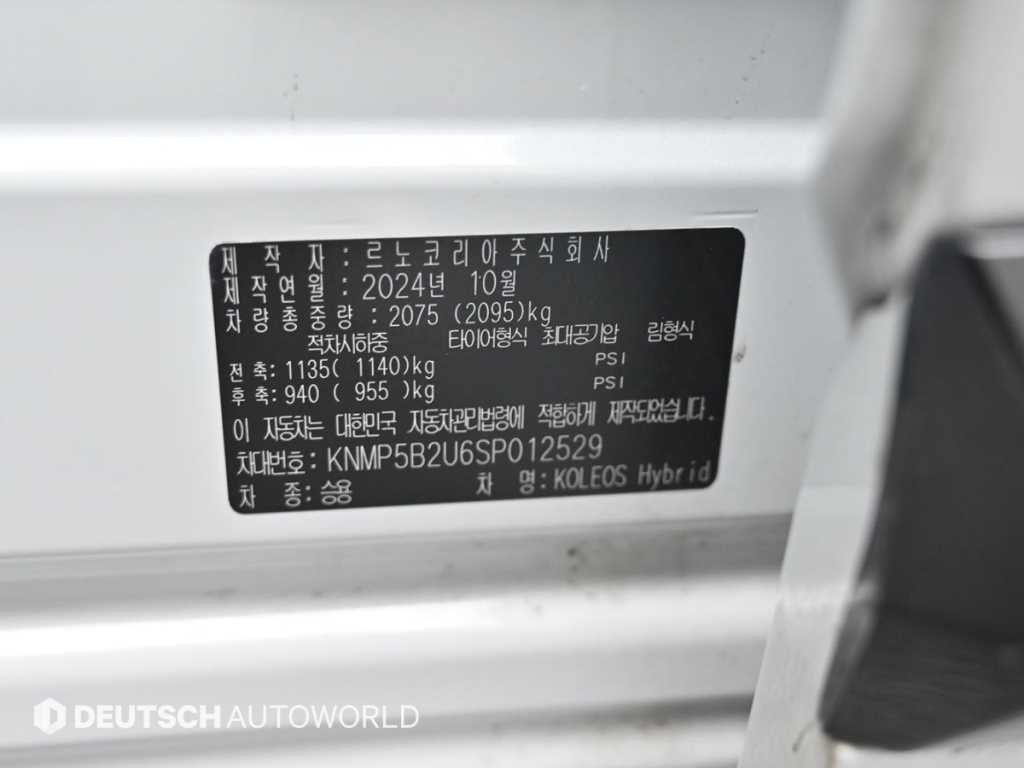 제 작 자 : 르노코리아주식회사
제작연월 : 2024년 10월
차량총중량 : 2075 (2095)kg
적차시하중 타이어형식 최대공기압 림형식
전축: 1135( 1140)kg PSI
후축: 940 ( 955 )kg PSI
이 자동차는 대한민국 자동차관리법령에 적합하게 제작되었습니다.
차대번호: KNMP5B2U6SP012529
차 종: 승용 차 명: KOLEOS Hybrid
DEUTSCH AUTOWORLD